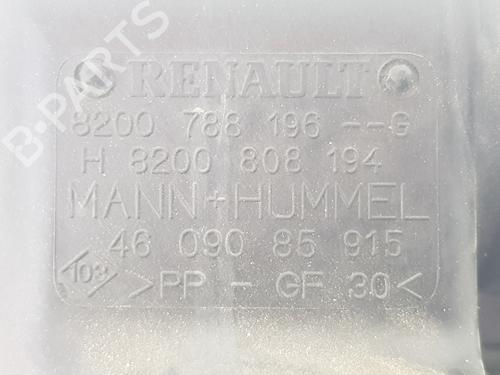 B-PARTS
RENAULT
8200 788 196 --G
H 8200 808 194
MANN+HUMMEL
46 090 85 915
103 >PP - GF 30<